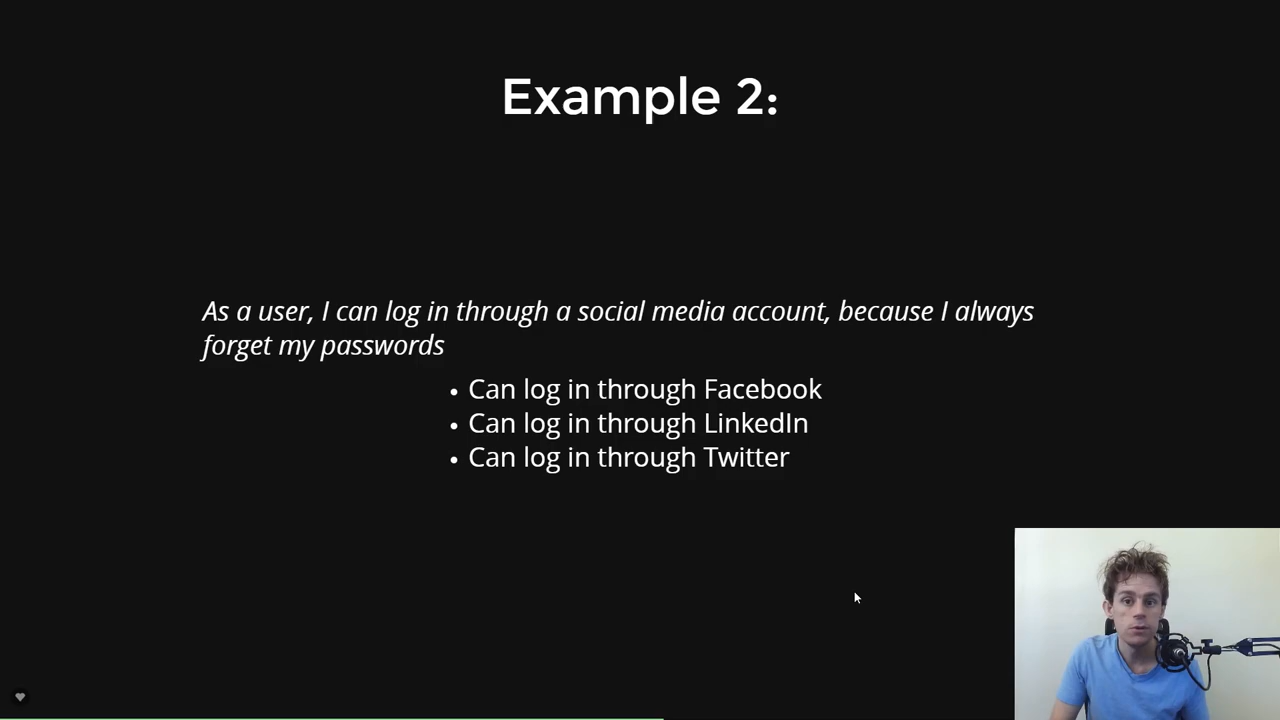 Example 2:
As a user, I can log in through a social media account, because I always
forget my passwords
• Can log in through Facebook
• Can log in through LinkedIn
• Can log in through Twitter